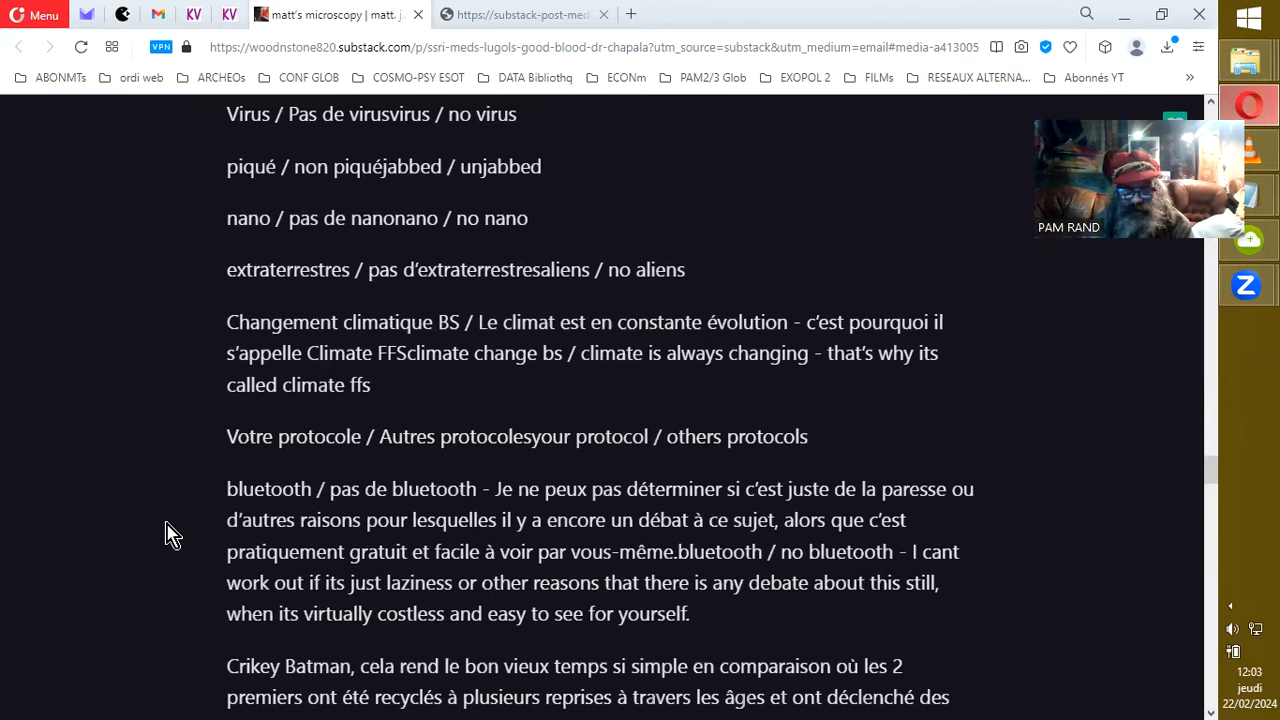 Menu
KV
KV
matt's microscopy | matt. j
https://substack-post-med
VPN
https://woodnstone820.substack.com/p/ssri-meds-lugols-good-blood-dr-chapala?utm_source=substack&utm_medium=email#media-a413005
ABONMTs
ordi web
ARCHEOs
CONF GLOB
COSMO-PSY ESOT
DATA Bibligthq
ECONm
PAM2/3 Glob
EXOPOL 2
FILMs
RESEAUX ALTERNA...
Abonnés YT
»
Virus / Pas de virusvirus / no virus
piqué / non piquéjabbed / unjabbed
nano / pas de nanonano / no nano
PAM RAND
extraterrestres / pas d'extraterrestresaliens / no aliens
Changement climatique BS / Le climat est en constante évolution - c'est pourquoi il
s'appelle Climate FFSclimate change bs / climate is always changing - that's why its
called climate ffs
Votre protocole / Autres protocolesyour protocol / others protocols
bluetooth / pas de bluetooth - Je ne peux pas déterminer si c'est juste de la paresse ou
d'autres raisons pour lesquelles il y a encore un débat à ce sujet, alors que c'est
pratiquement gratuit et facile à voir par vous-même.bluetooth / no bluetooth - I cant
work out if its just laziness or other reasons that there is any debate about this still,
when its virtually costless and easy to see for yourself.
Crikey Batman, cela rend le bon vieux temps si simple en comparaison où les 2
premiers ont été recyclés à plusieurs reprises à travers les âges et ont déclenché des
12:03
jeudi
22/02/2024